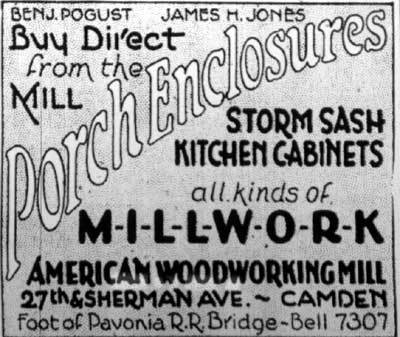 BENJ. POGUST JAMES H. JONES
Buy Direct
from the
MILL
Porch Enclosures
STORM SASH
KITCHEN CABINETS
all kinds of
M-I-L-L-W-O-R-K
AMERICAN WOODWORKING MILL
27th & SHERMAN AVE. ~ CAMDEN
Foot of Pavonia R.R. Bridge - Bell 7307